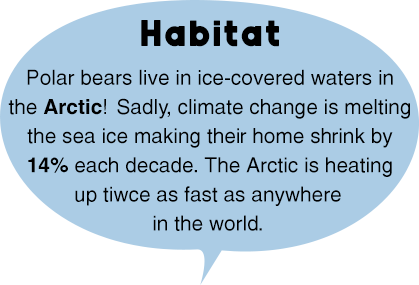 Habitat
Polar bears live in ice-covered waters in
the Arctic! Sadly, climate change is melting
the sea ice making their home shrink by
14% each decade. The Arctic is heating
up tiwce as fast as anywhere
in the world.